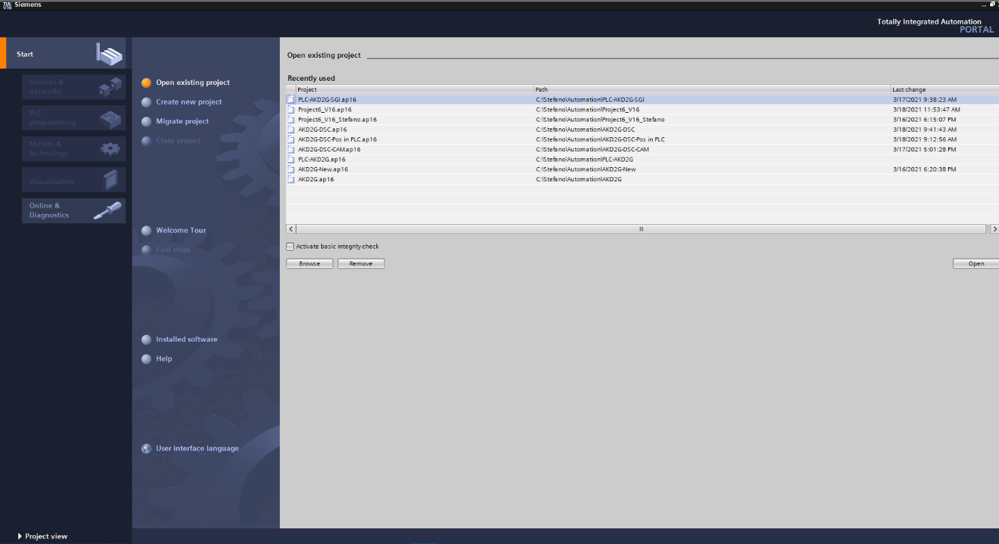 TIA V16 Siemens
Totally Integrated Automation
PORTAL
Start
Devices &
networks
PLC
programming
Motion &
technology
Visualization
Online &
Diagnostics
Open existing project
Create new project
Migrate project
Close project
Welcome Tour
First steps
Installed software
Help
User interface language
Open existing project
Recently used
Project Path Last change
PLC-AKD2G-SGI.ap16 C:\Stefano\Automation\PLC-AKD2G-SGI 3/17/2021 9:38:23 AM
Project6_V16.ap16 C:\Stefano\Automation\Project6_V16 3/18/2021 11:53:47 AM
Project6_V16_Stefano.ap16 C:\Stefano\Automation\Project6_V16_Stefano 3/16/2021 6:15:07 PM
AKD2G-DSC.ap16 C:\Stefano\Automation\AKD2G-DSC 3/18/2021 9:41:43 AM
AKD2G-DSC-Pos in PLC.ap16 C:\Stefano\Automation\AKD2G-DSC-Pos in PLC 3/18/2021 9:12:56 AM
AKD2G-DSC-CAM.ap16 C:\Stefano\Automation\AKD2G-DSC-CAM 3/17/2021 5:01:28 PM
PLC-AKD2G.ap16 C:\Stefano\Automation\PLC-AKD2G
AKD2G-New.ap16 C:\Stefano\Automation\AKD2G-New 3/16/2021 6:20:38 PM
AKD2G.ap16 C:\Stefano\Automation\AKD2G
Activate basic integrity check
Browse Remove Open
Project view